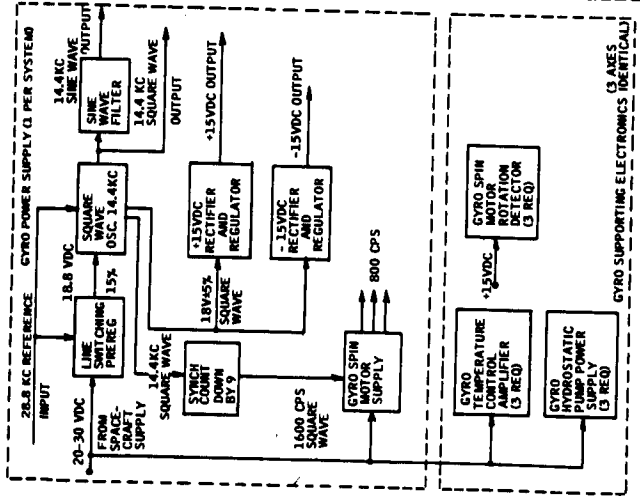 28.8 KC REFERENCE
INPUT
GYRO POWER SUPPLY (1 PER SYSTEM)
20-30 VDC
FROM
SPACE-
CRAFT
SUPPLY
LINE
SWITCHING
PREREG
18.8 VDC
15%
SQUARE
WAVE
OSC. 14.4KC
SINE
WAVE
FILTER
14.4KC
SINE WAVE
OUTPUT
14.4 KC
SQUARE WAVE
OUTPUT
14.4KC
SQUARE WAVE
18V±5%
SQUARE
WAVE
+15VDC
RECTIFIER
AND
REGULATOR
+15VDC OUTPUT
-15VDC
RECTIFIER
AND
REGULATOR
-15VDC OUTPUT
SYNCH
COUNT
DOWN
BY 9
1600 CPS
SQUARE
WAVE
GYRO SPIN
MOTOR
SUPPLY
800 CPS
GYRO
TEMPERATURE
CONTROL
AMPLIFIER
(3 REQ)
+15VDC
GYRO SPIN
MOTOR
ROTATION
DETECTOR
(3 REQ)
GYRO
HYDROSTATIC
PUMP POWER
SUPPLY
(3 REQ)
(3 AXES
GYRO SUPPORTING ELECTRONICS IDENTICAL)